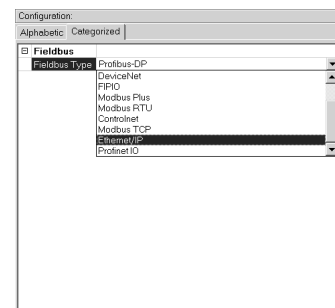 Configuration:
Alphabetic Categorized
Fieldbus
Fieldbus Type Profibus-DP
DeviceNet
FIPIO
Modbus Plus
Modbus RTU
Controlnet
Modbus TCP
Ethernet/IP
Profinet IO